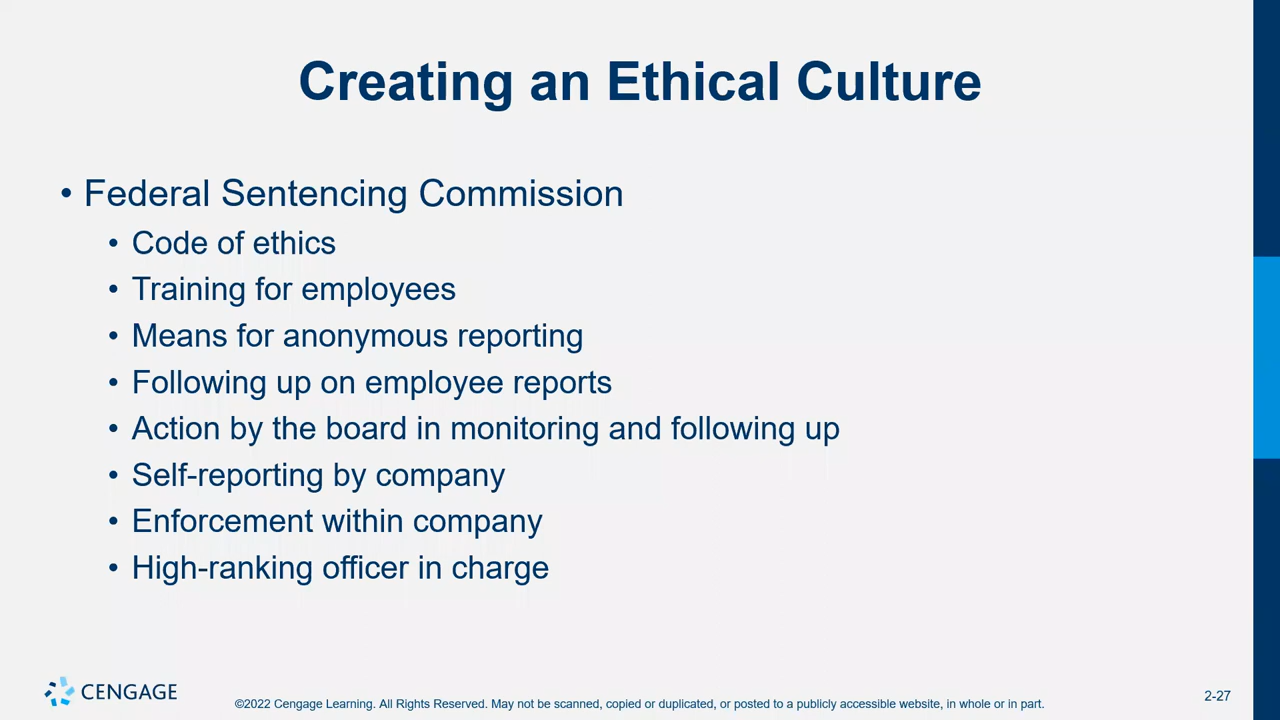 Creating an Ethical Culture
• Federal Sentencing Commission
• Code of ethics
• Training for employees
• Means for anonymous reporting
• Following up on employee reports
• Action by the board in monitoring and following up
• Self-reporting by company
• Enforcement within company
• High-ranking officer in charge
CENGAGE
©2022 Cengage Learning. All Rights Reserved. May not be scanned, copied or duplicated, or posted to a publicly accessible website, in whole or in part.
2-27